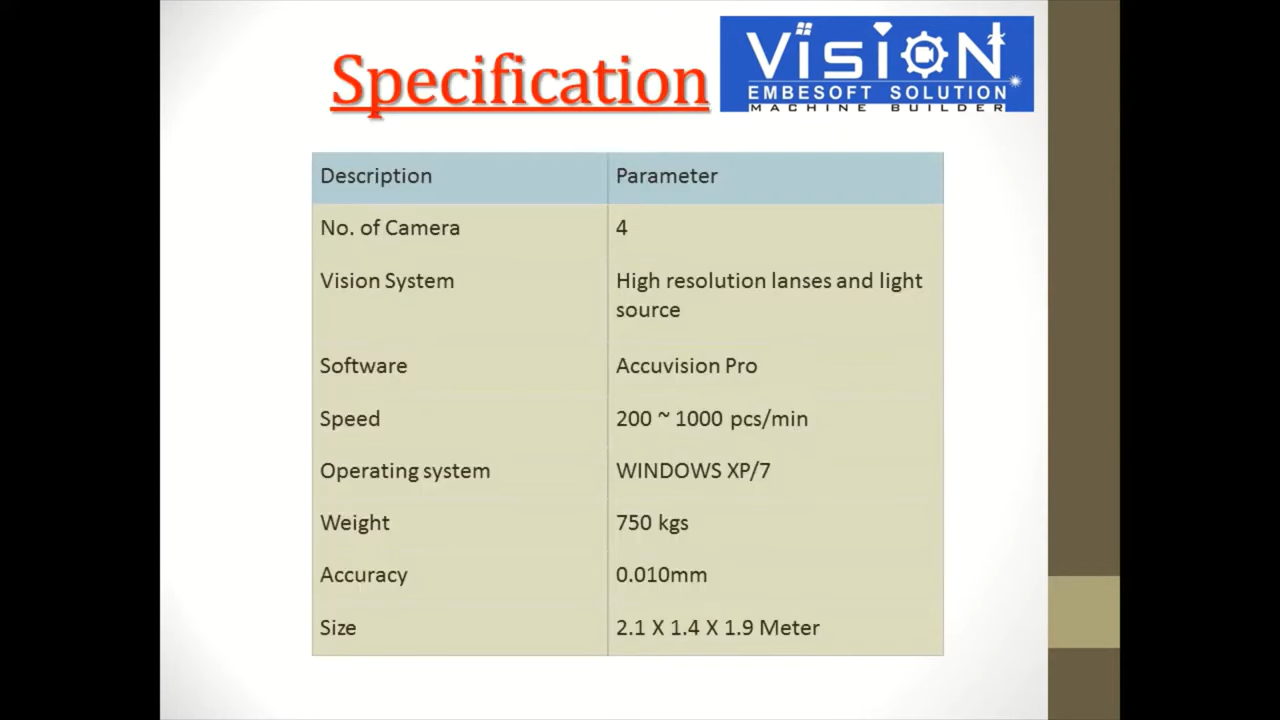 Specification
VISION
EMBESOFT SOLUTION
MACHINE BUILDER
Description Parameter
No. of Camera 4
Vision System High resolution lanses and light
source
Software Accuvision Pro
Speed 200 ~ 1000 pcs/min
Operating system WINDOWS XP/7
Weight 750 kgs
Accuracy 0.010mm
Size 2.1 X 1.4 X 1.9 Meter